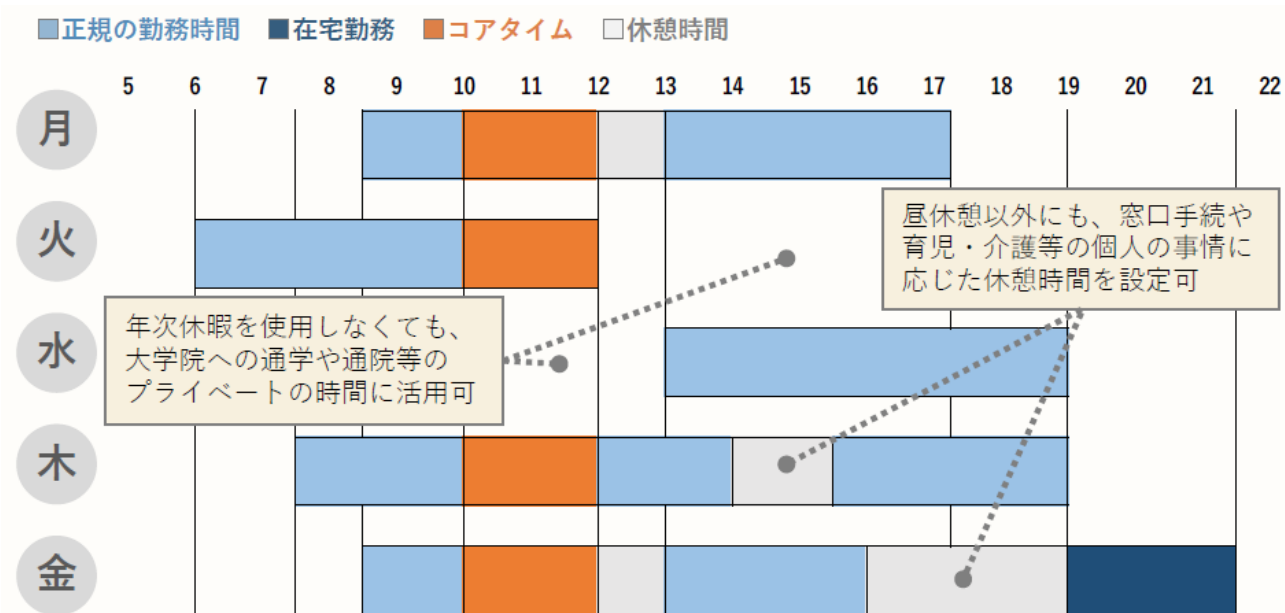 正規の勤務時間 在宅勤務 コアタイム 休憩時間
5 6 7 8 9 10 11 12 13 14 15 16 17 18 19 20 21 22
月
火
昼休憩以外にも、窓口手続や
育児・介護等の個人の事情に
応じた休憩時間を設定可
年次休暇を使用しなくても、
大学院への通学や通院等の
プライベートの時間に活用可
水
木
金